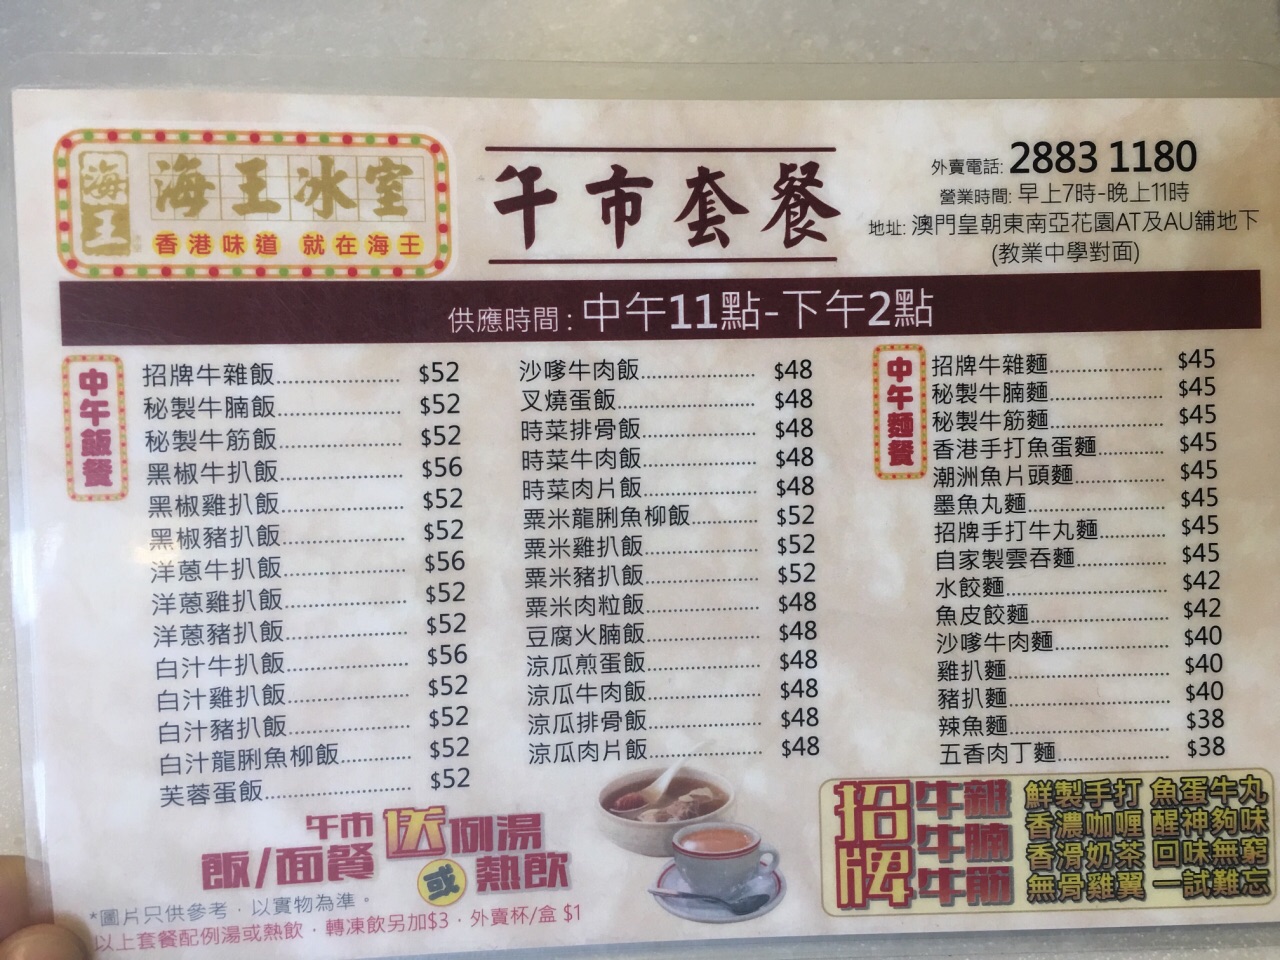 海王
海王冰室
香港味道 就在海王
午市套餐
外賣電話: 2883 1180
營業時間: 早上7時-晚上11時
地址: 澳門皇朝東南亞花園AT及AU舖地下
(教業中學對面)
供應時間 : 中午11點-下午2點
中午飯餐
招牌牛雜飯 $52
秘製牛腩飯 $52
秘製牛筋飯 $52
黑椒牛扒飯 $56
黑椒雞扒飯 $52
黑椒豬扒飯 $52
洋蔥牛扒飯 $56
洋蔥雞扒飯 $52
洋蔥豬扒飯 $52
白汁牛扒飯 $56
白汁雞扒飯 $52
白汁豬扒飯 $52
白汁龍脷魚柳飯 $52
芙蓉蛋飯 $52
沙嗲牛肉飯 $48
叉燒蛋飯 $48
時菜排骨飯 $48
時菜牛肉飯 $48
時菜肉片飯 $48
粟米龍脷魚柳飯 $52
粟米雞扒飯 $52
粟米豬扒飯 $52
粟米肉粒飯 $48
豆腐火腩飯 $48
涼瓜煎蛋飯 $48
涼瓜牛肉飯 $48
涼瓜排骨飯 $48
涼瓜肉片飯 $48
中午麵餐
招牌牛雜麵 $45
秘製牛腩麵 $45
秘製牛筋麵 $45
香港手打魚蛋麵 $45
潮洲魚片頭麵 $45
墨魚丸麵 $45
招牌手打牛丸麵 $45
自家製雲吞麵 $45
水餃麵 $42
魚皮餃麵 $42
沙嗲牛肉麵 $40
雞扒麵 $40
豬扒麵 $40
辣魚麵 $38
五香肉丁麵 $38
午市
飯/面餐
送例湯
或熱飲
*圖片只供參考，以實物為準。
以上套餐配例湯或熱飲，轉凍飲另加$3，外賣杯/盒 $1
招牌
牛雜
牛腩
牛筋
鮮製手打 魚蛋牛丸
香濃咖喱 醒神夠味
香滑奶茶 回味無窮
無骨雞翼 一試難忘